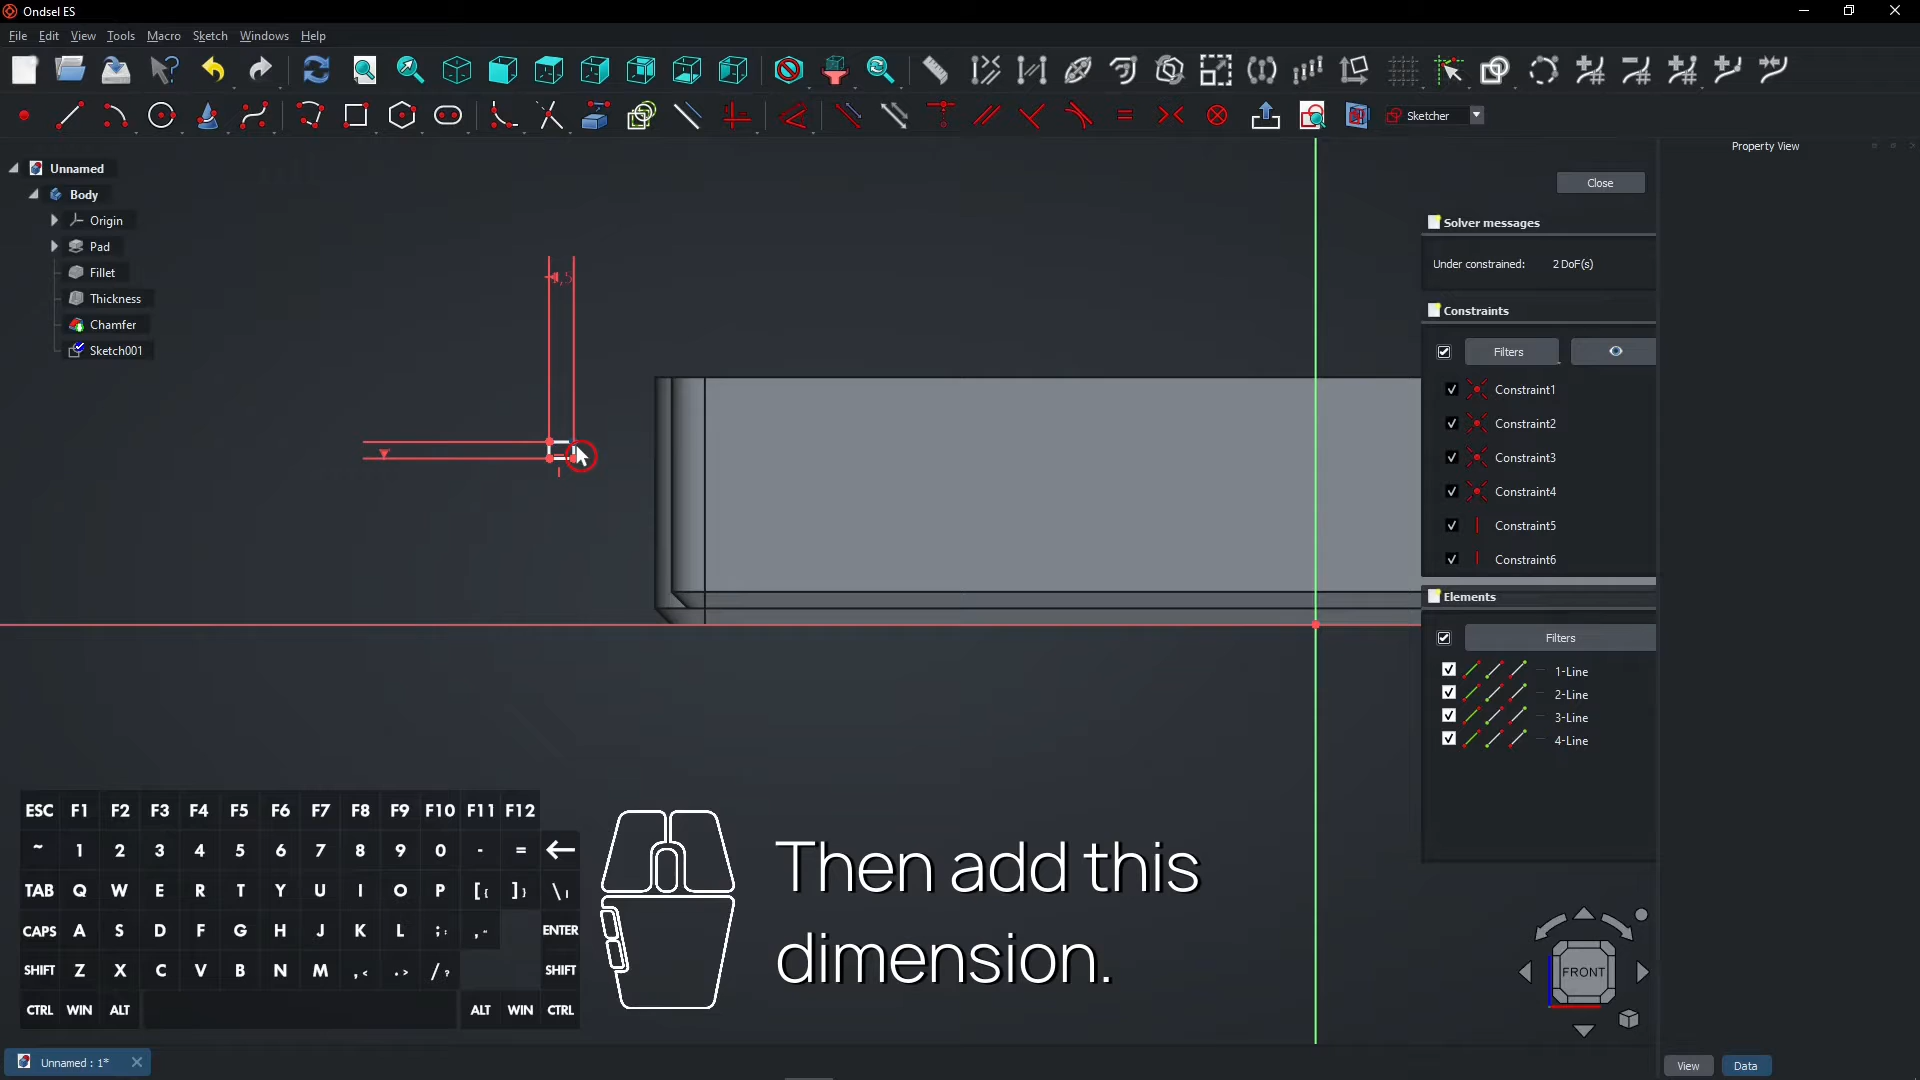 Ondsel ES
File Edit View Tools Macro Sketch Windows Help
Sketcher
Unnamed
Body
Origin
Pad
Fillet
Thickness
Chamfer
Sketch001
Property View
Close
Solver messages
Under constrained: 2 DoF(s)
Constraints
Filters
Constraint1
Constraint2
Constraint3
Constraint4
Constraint5
Constraint6
Elements
Filters
1-Line
2-Line
3-Line
4-Line
ESC F1 F2 F3 F4 F5 F6 F7 F8 F9 F10 F11 F12
~ 1 2 3 4 5 6 7 8 9 0 - =
TAB Q W E R T Y U I O P [{ ]} \|
CAPS A S D F G H J K L ;: ,“ ENTER
SHIFT Z X C V B N M ,< .> /? SHIFT
CTRL WIN ALT ALT WIN CTRL
Then add this
dimension.
FRONT
Unnamed : 1*
View Data